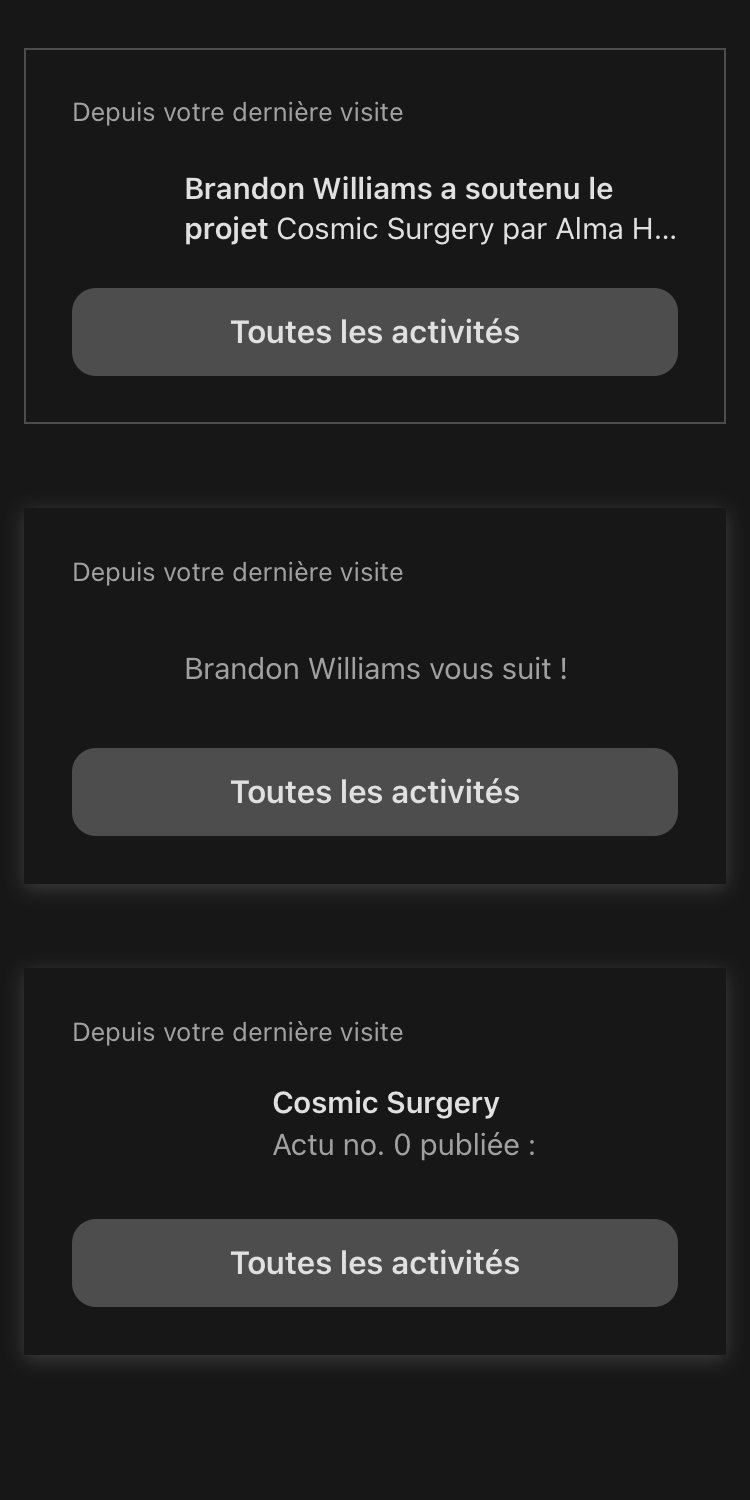 Depuis votre dernière visite
Brandon Williams a soutenu le
projet Cosmic Surgery par Alma H...
Toutes les activités
Depuis votre dernière visite
Brandon Williams vous suit !
Toutes les activités
Depuis votre dernière visite
Cosmic Surgery
Actu no. 0 publiée :
Toutes les activités